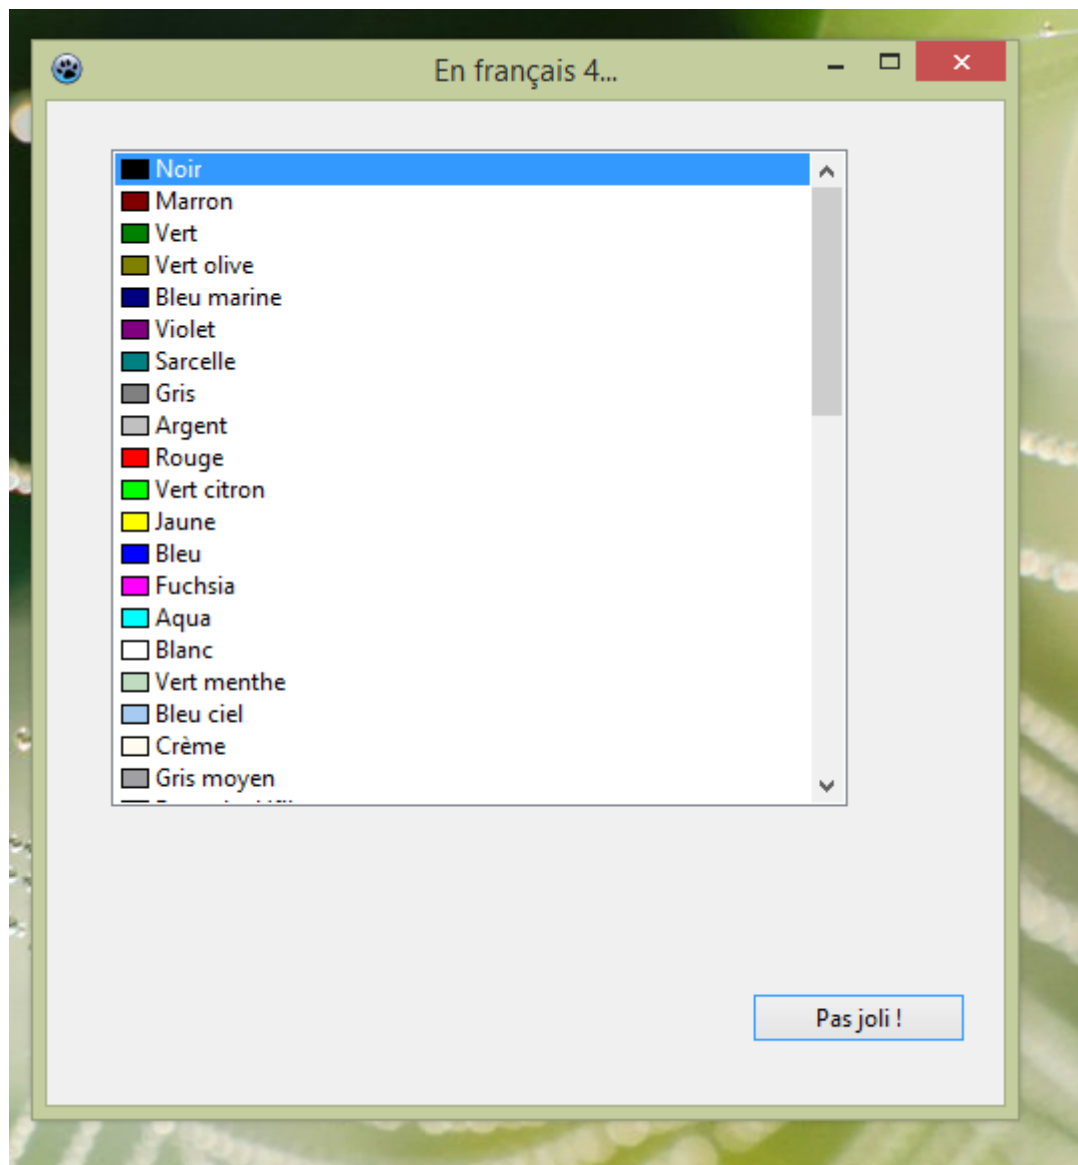 En français 4...
Noir
Marron
Vert
Vert olive
Bleu marine
Violet
Sarcelle
Gris
Argent
Rouge
Vert citron
Jaune
Bleu
Fuchsia
Aqua
Blanc
Vert menthe
Bleu ciel
Crème
Gris moyen
Pas joli !